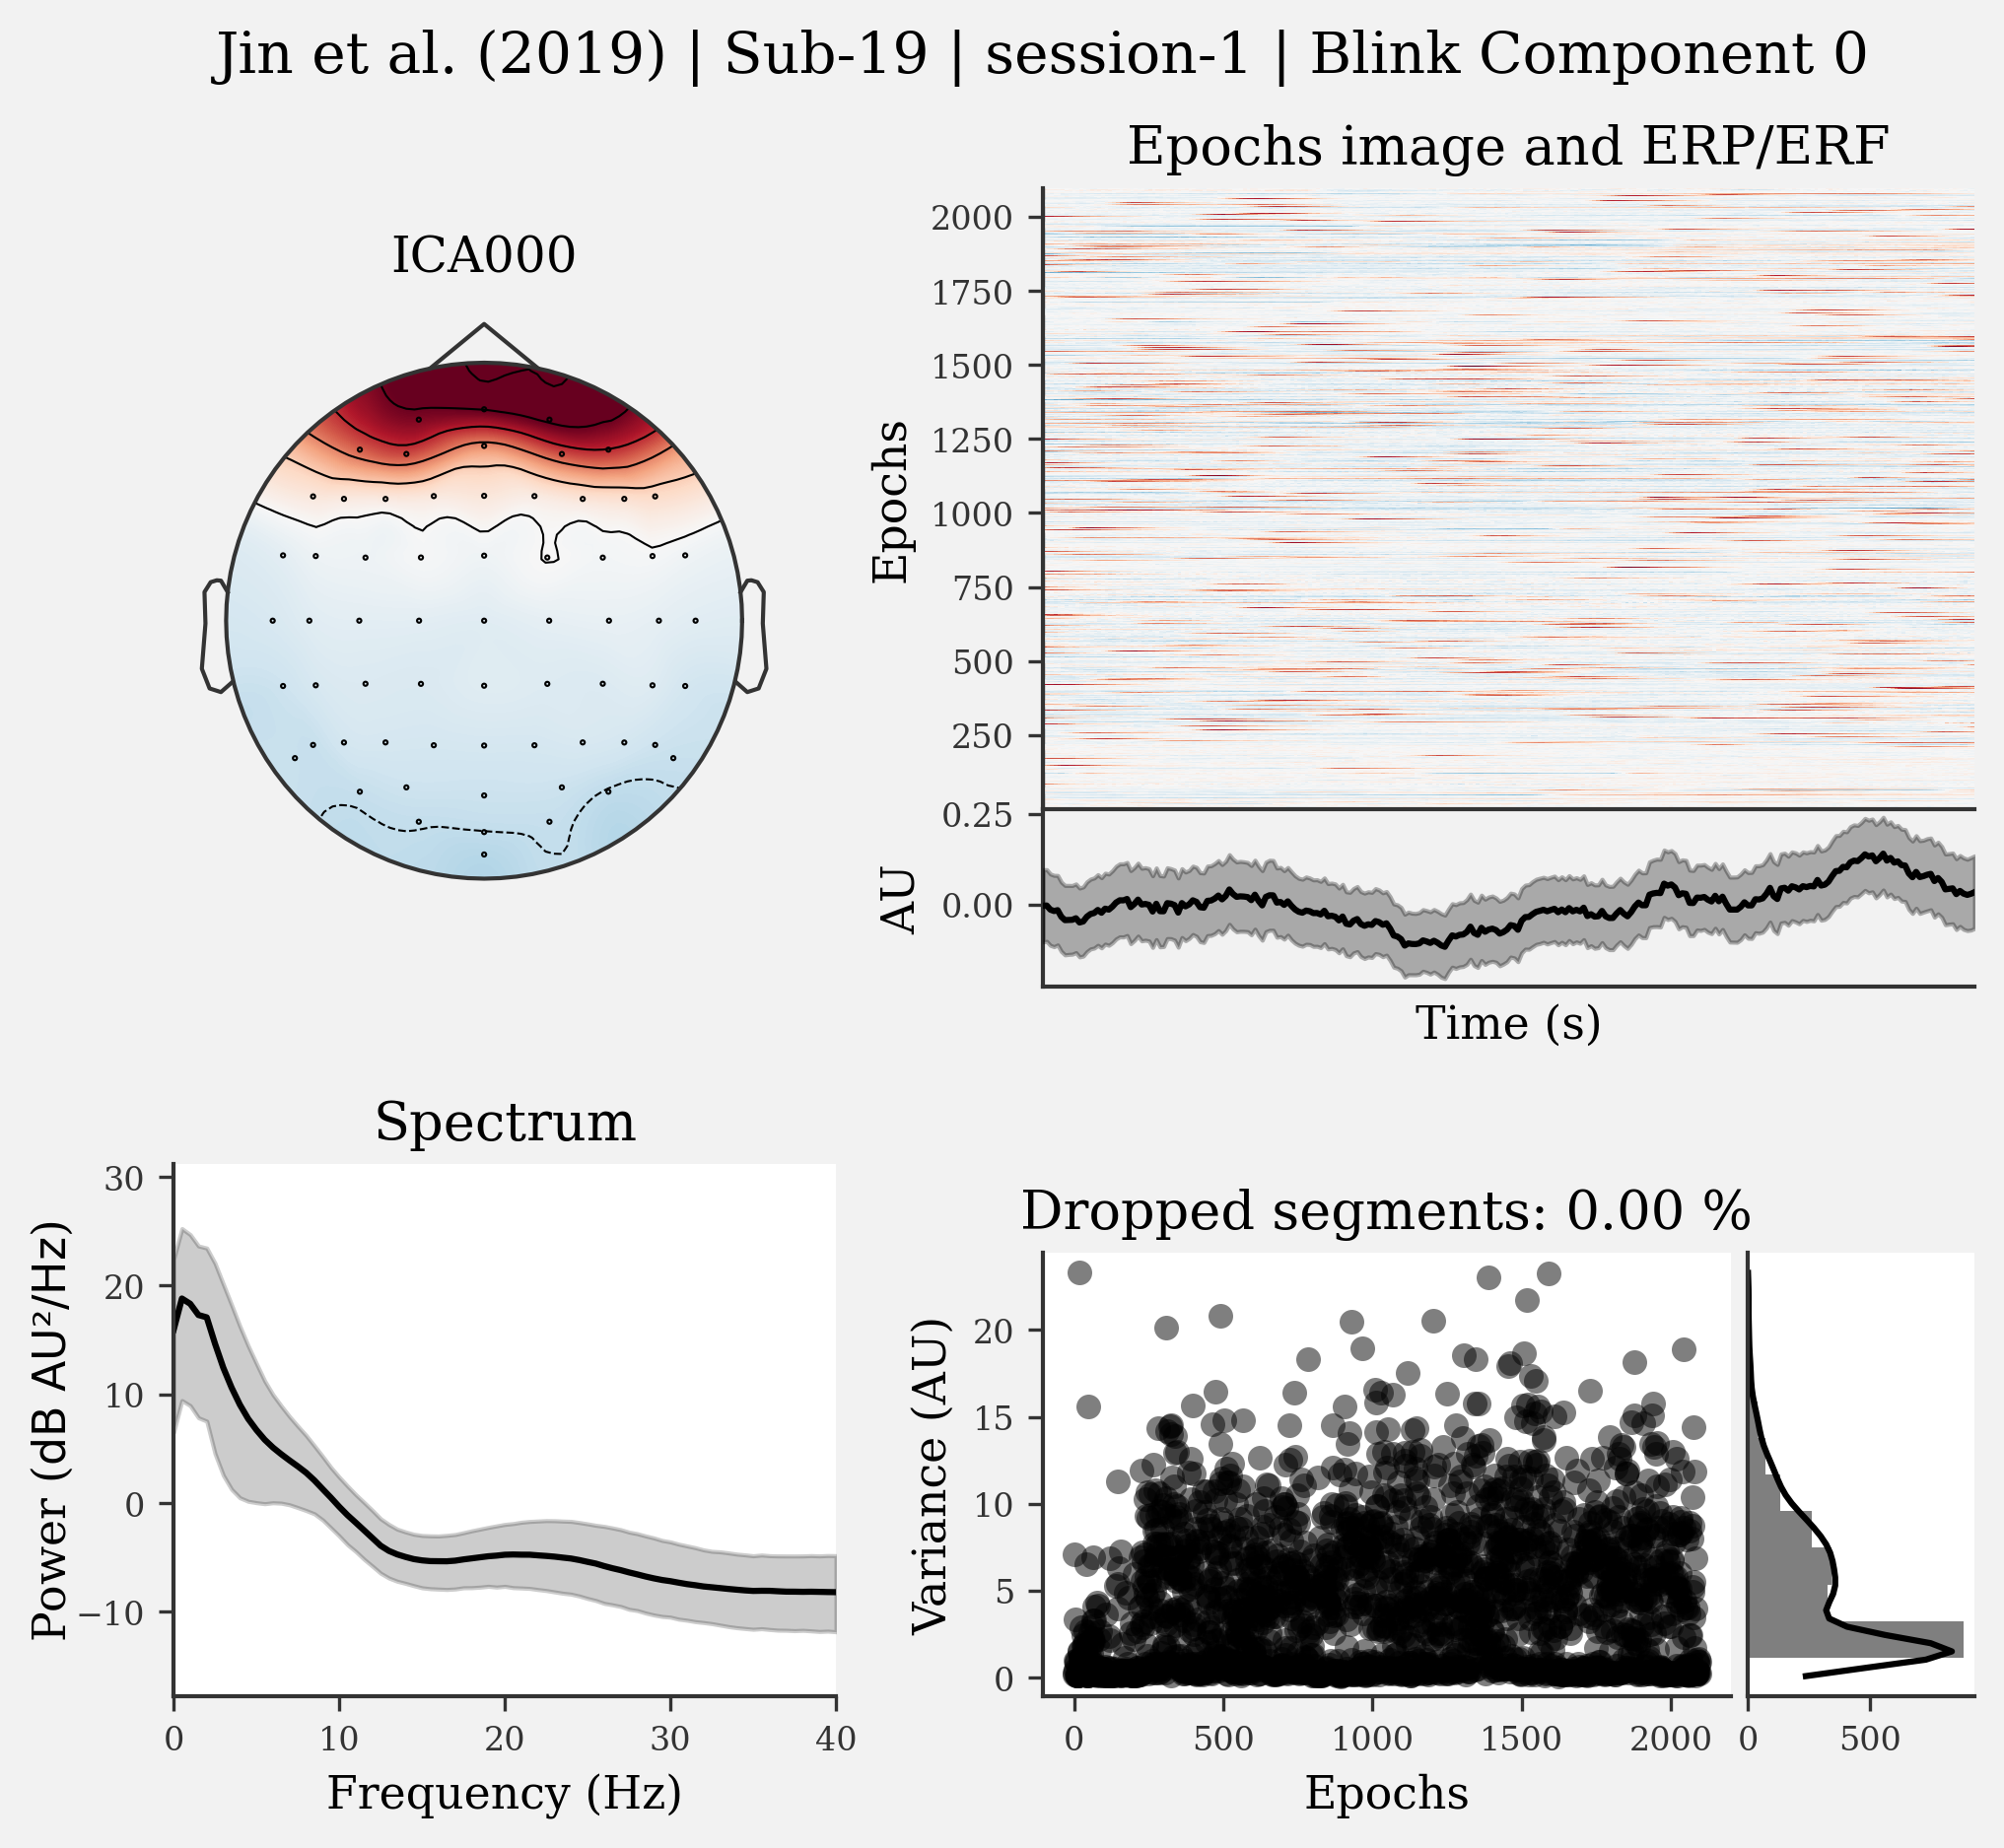 Jin et al. (2019) | Sub-19 | session-1 | Blink Component 0
ICA000
Epochs image and ERP/ERF
2000
1750
1500
1250
1000
750
500
250
Epochs
0.25
0.00
AU
Time (s)
Spectrum
30
20
10
0
−10
Power (dB AU²/Hz)
0 10 20 30 40
Frequency (Hz)
Dropped segments: 0.00 %
20
15
10
5
0
Variance (AU)
0 500 1000 1500 2000
0 500
Epochs